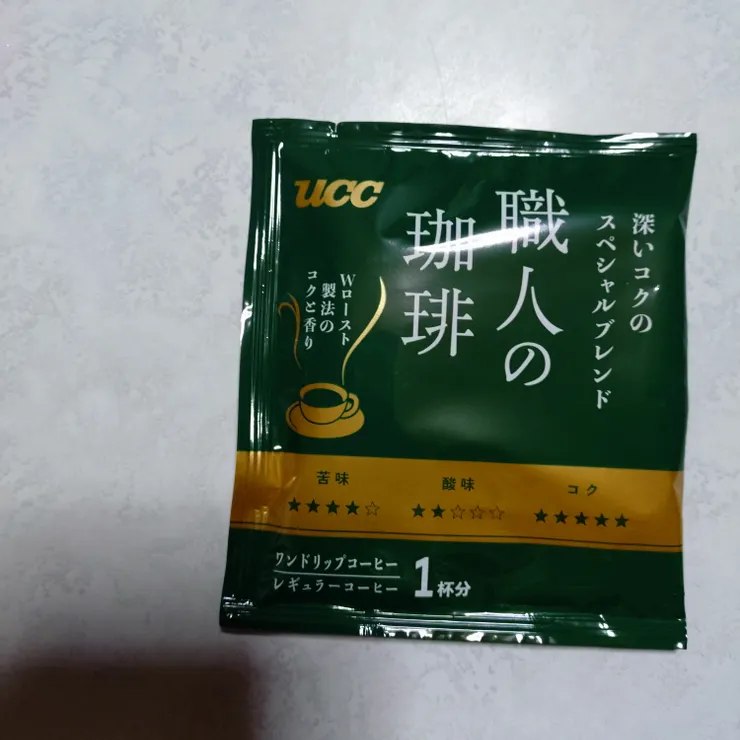 UCC
深いコクの
スペシャルブレンド
職人の
珈琲
Wロースト
製法の
コクと香り
苦味
★★★★☆
酸味
★★☆☆☆
コク
★★★★★
ワンドリップコーヒー
レギュラーコーヒー
1杯分